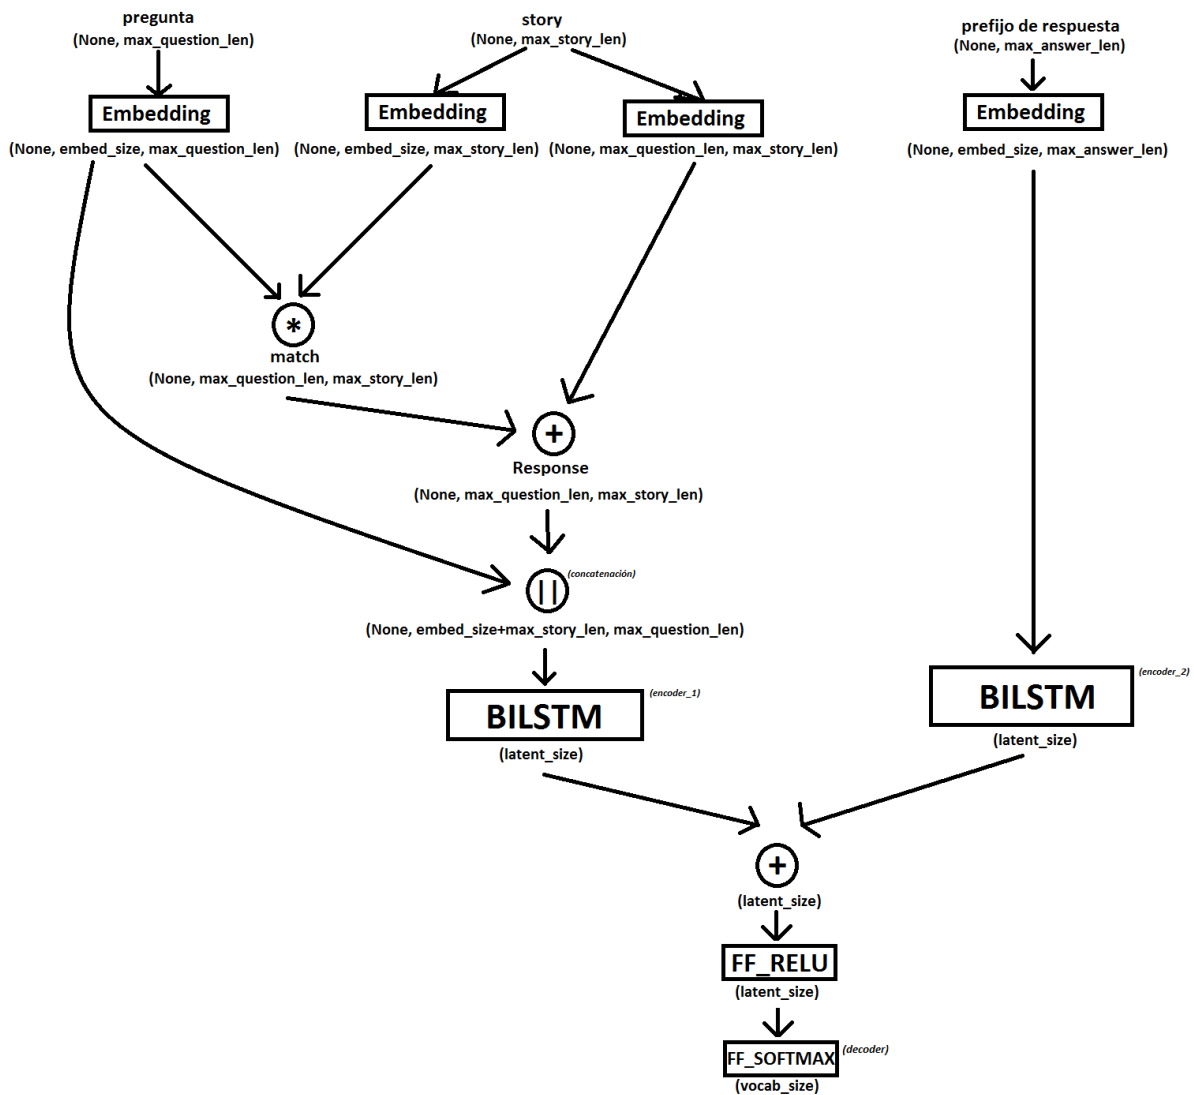 pregunta
(None, max_question_len)
story
(None, max_story_len)
prefijo de respuesta
(None, max_answer_len)
Embedding
Embedding
Embedding
Embedding
(None, embed_size, max_question_len)
(None, embed_size, max_story_len)
(None, max_question_len, max_story_len)
(None, embed_size, max_answer_len)
*
match
(None, max_question_len, max_story_len)
+
Response
(None, max_question_len, max_story_len)
(concatenación)
||
(None, embed_size+max_story_len, max_question_len)
BILSTM
(encoder_1)
(latent_size)
BILSTM
(encoder_2)
(latent_size)
+
(latent_size)
FF_RELU
(latent_size)
FF_SOFTMAX
(decoder)
(vocab_size)